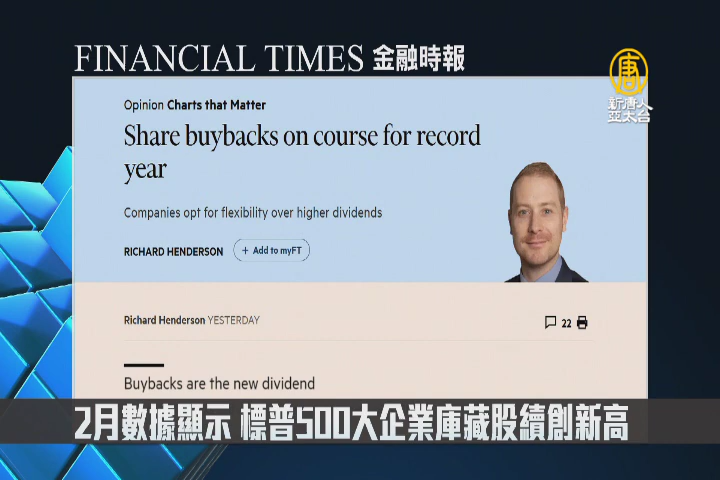 FINANCIAL TIMES 金融時報
新唐人
亞太台
Opinion Charts that Matter
Share buybacks on course for record
year
Companies opt for flexibility over higher dividends
RICHARD HENDERSON + Add to myFT
Richard Henderson YESTERDAY 22
Buybacks are the new dividend
2月數據顯示 標普500大企業庫藏股續創新高